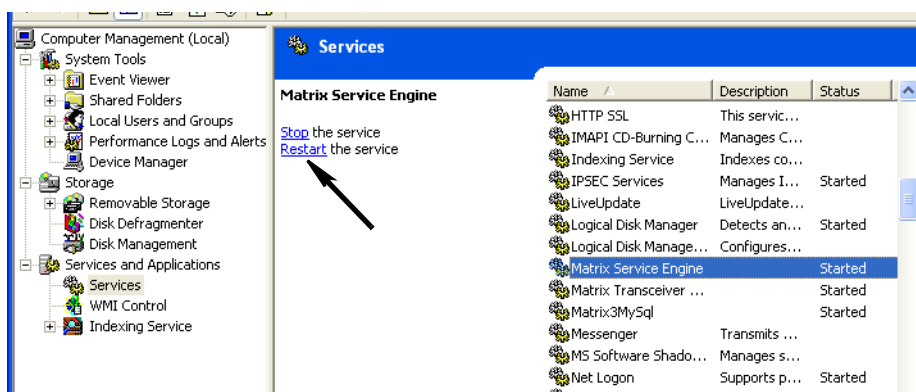 Computer Management (Local)
System Tools
Event Viewer
Shared Folders
Local Users and Groups
Performance Logs and Alerts
Device Manager
Storage
Removable Storage
Disk Defragmenter
Disk Management
Services and Applications
Services
WMI Control
Indexing Service
Services
Matrix Service Engine
Stop the service
Restart the service
Name Description Status
HTTP SSL This servic...
IMAPI CD-Burning C... Manages C...
Indexing Service Indexes co...
IPSEC Services Manages I... Started
LiveUpdate LiveUpdate...
Logical Disk Manager Detects an... Started
Logical Disk Manage... Configures...
Matrix Service Engine Started
Matrix Transceiver ... Started
Matrix3MySql Started
Messenger Transmits ...
MS Software Shado... Manages s...
Net Logon Supports p... Started